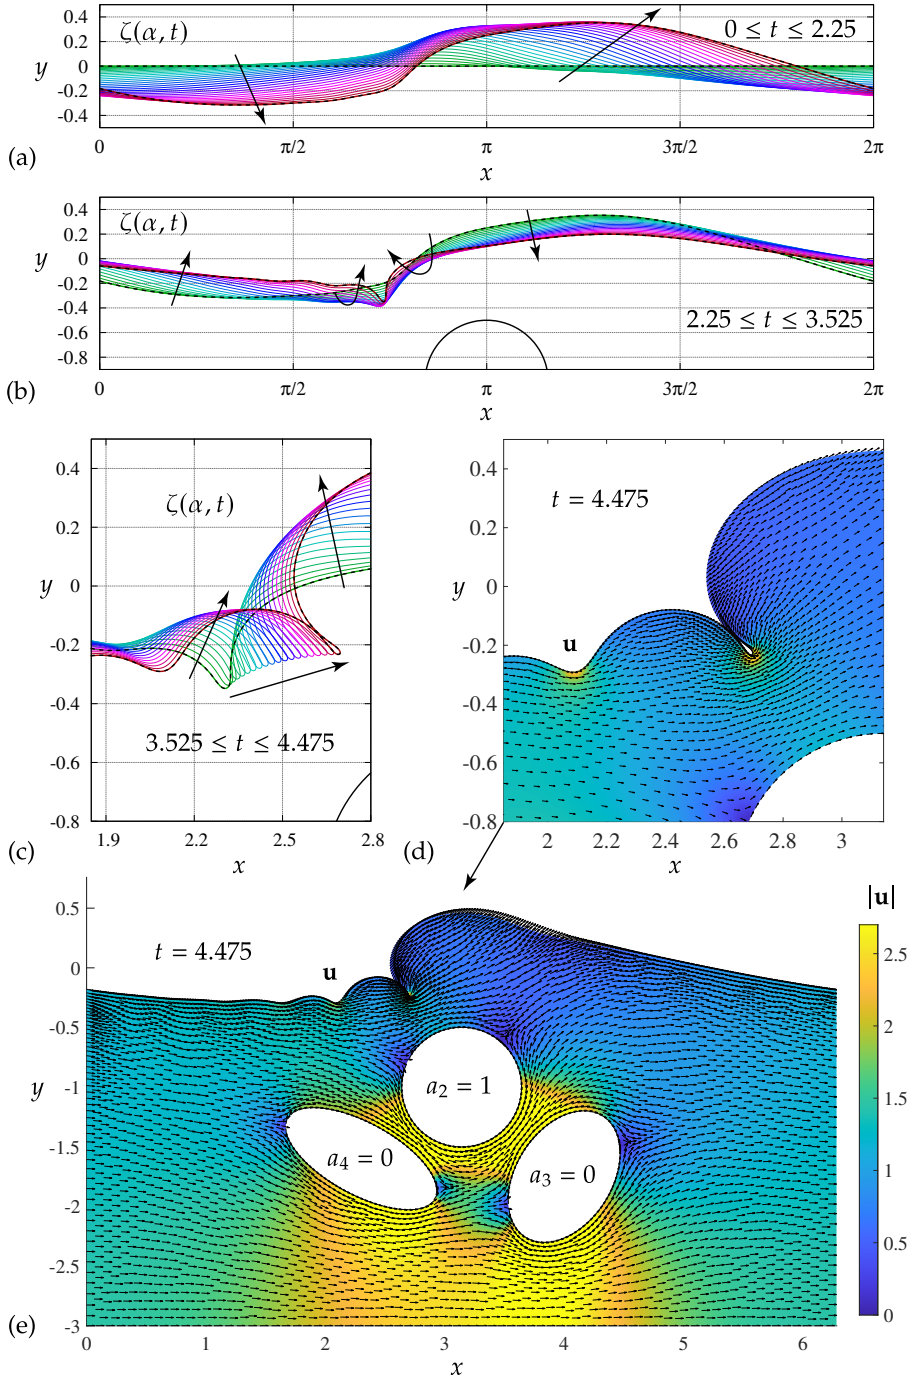 0.4
0.2
0
-0.2
-0.4
y
ζ(α, t)
0 ≤ t ≤ 2.25
0
π/2
π
3π/2
2π
x
(a)
0.4
0.2
0
-0.2
-0.4
-0.6
-0.8
y
ζ(α, t)
2.25 ≤ t ≤ 3.525
0
π/2
π
3π/2
2π
x
(b)
0.4
0.2
0
-0.2
-0.4
-0.6
-0.8
y
ζ(α, t)
3.525 ≤ t ≤ 4.475
1.9
2.2
2.5
2.8
x
(c)
0.4
0.2
0
-0.2
-0.4
-0.6
-0.8
y
t = 4.475
u
2
2.2
2.4
2.6
2.8
3
x
(d)
0.5
0
-0.5
-1
-1.5
-2
-2.5
-3
y
t = 4.475
u
a₂ = 1
a₄ = 0
a₃ = 0
0
1
2
3
4
5
6
x
(e)
|u|
2.5
2
1.5
1
0.5
0